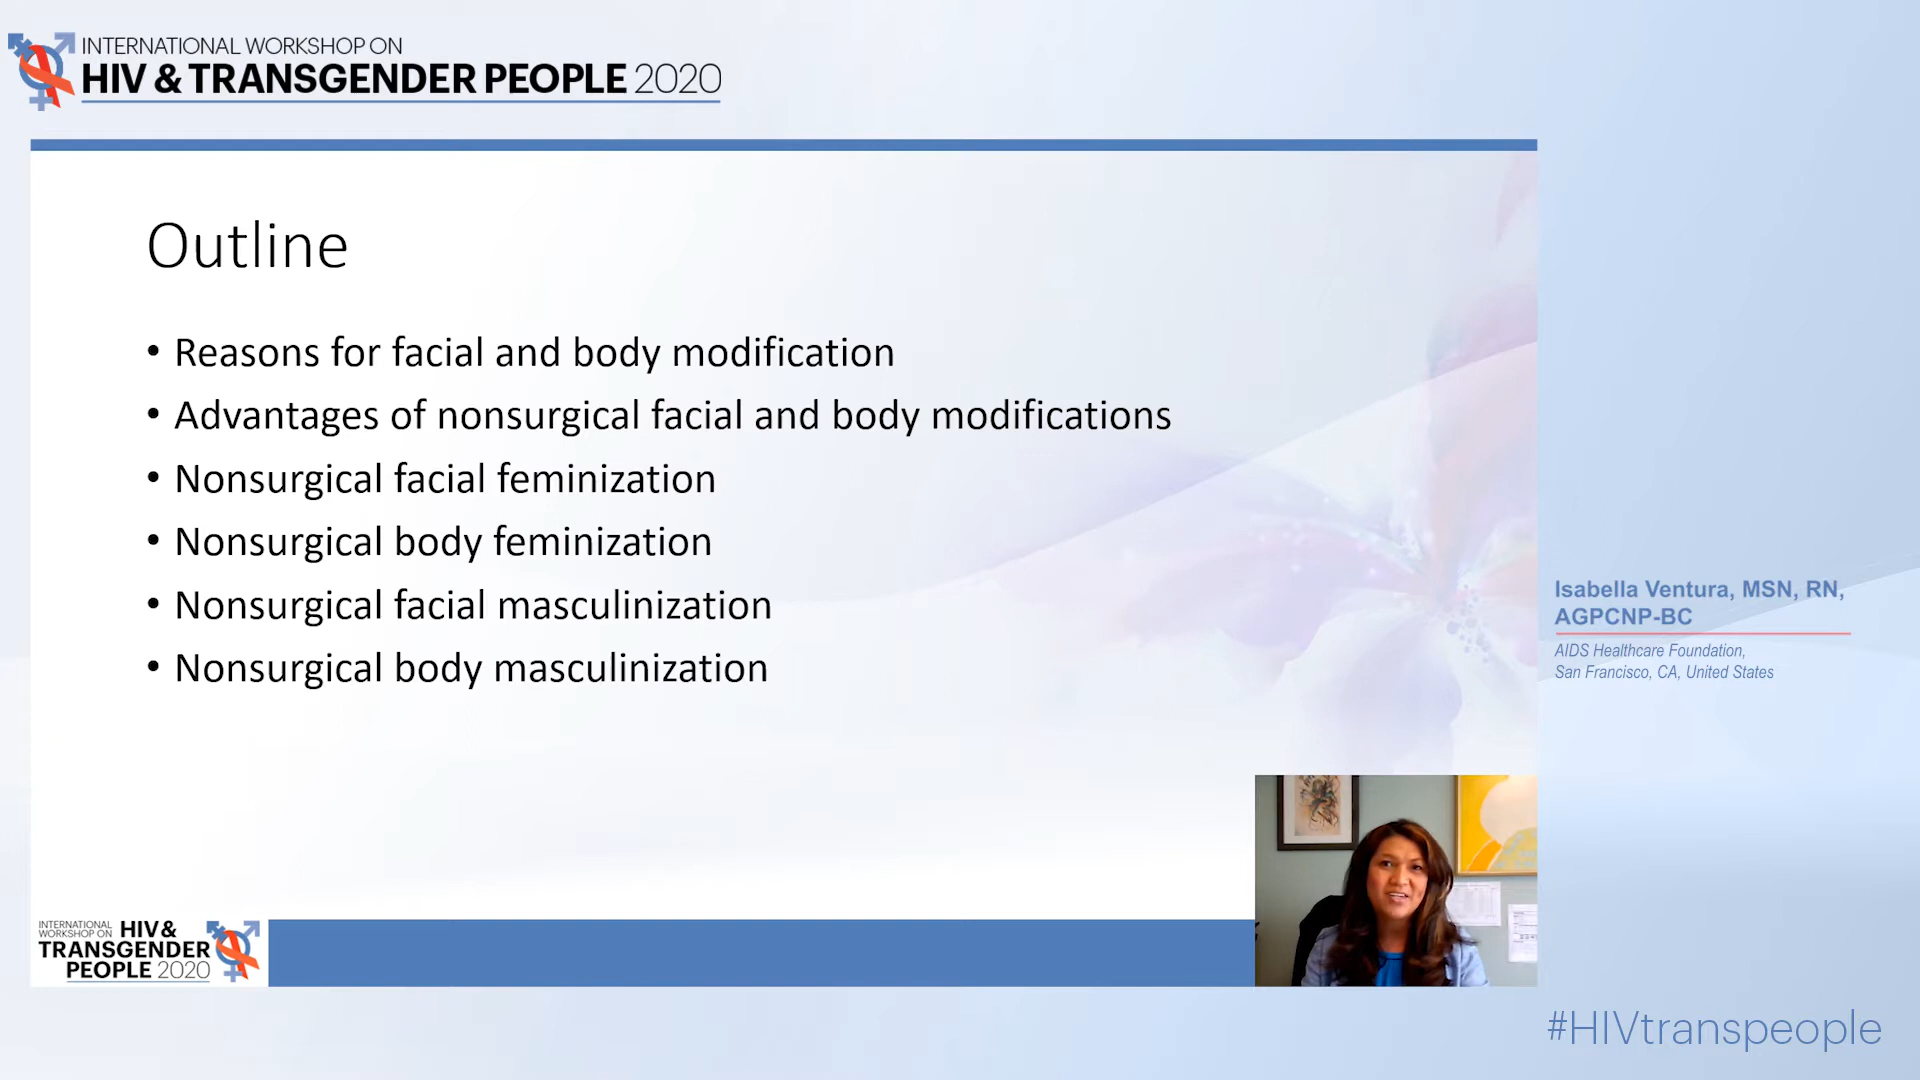 INTERNATIONAL WORKSHOP ON
HIV & TRANSGENDER PEOPLE 2020
Outline
• Reasons for facial and body modification
• Advantages of nonsurgical facial and body modifications
• Nonsurgical facial feminization
• Nonsurgical body feminization
• Nonsurgical facial masculinization
• Nonsurgical body masculinization
Isabella Ventura, MSN, RN,
AGPCNP-BC
AIDS Healthcare Foundation,
San Francisco, CA, United States
INTERNATIONAL
WORKSHOP ON HIV &
TRANSGENDER
PEOPLE 2020
#HIVtranspeople